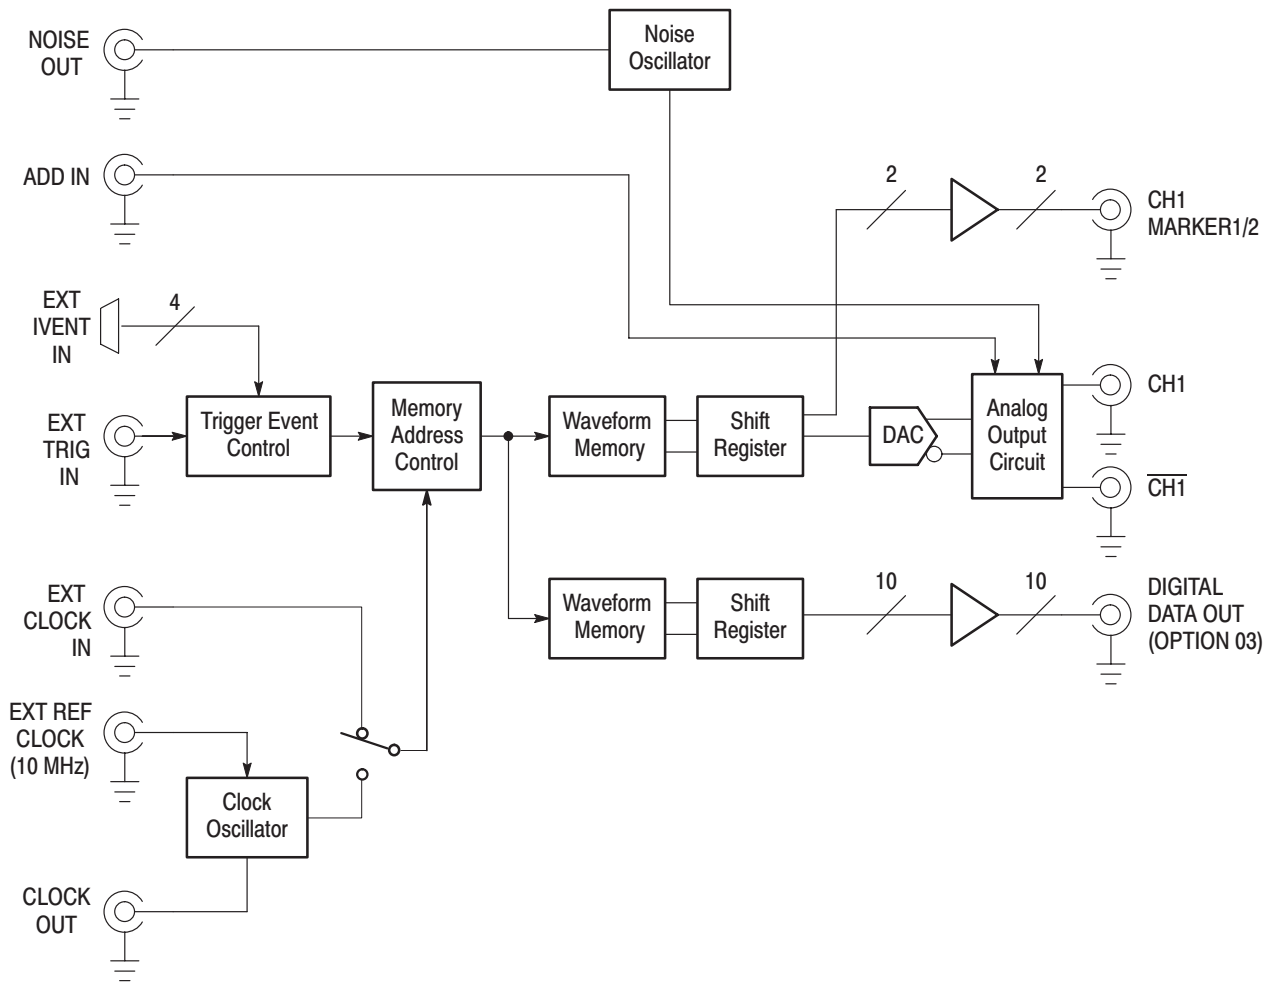 NOISE
OUT
Noise
Oscillator
ADD IN
2
2
CH1
MARKER1/2
EXT
IVENT
IN
4
EXT
TRIG
IN
Trigger Event
Control
Memory
Address
Control
Waveform
Memory
Shift
Register
DAC
Analog
Output
Circuit
CH1
CH1
EXT
CLOCK
IN
Waveform
Memory
Shift
Register
10
10
DIGITAL
DATA OUT
(OPTION 03)
EXT REF
CLOCK
(10 MHz)
Clock
Oscillator
CLOCK
OUT